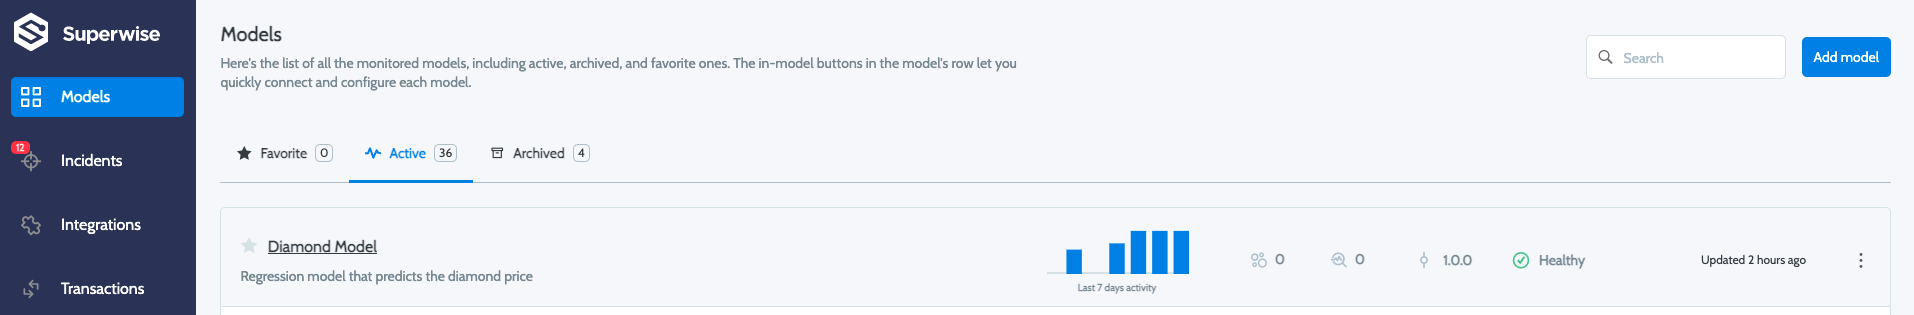 Superwise
Models
12
Incidents
Integrations
Transactions
Models
Here's the list of all the monitored models, including active, archived, and favorite ones. The in-model buttons in the model's row let you
quickly connect and configure each model.
Search
Add model
Favorite 0
Active 36
Archived 4
Diamond Model
Regression model that predicts the diamond price
Last 7 days activity
0
0
1.0.0
Healthy
Updated 2 hours ago